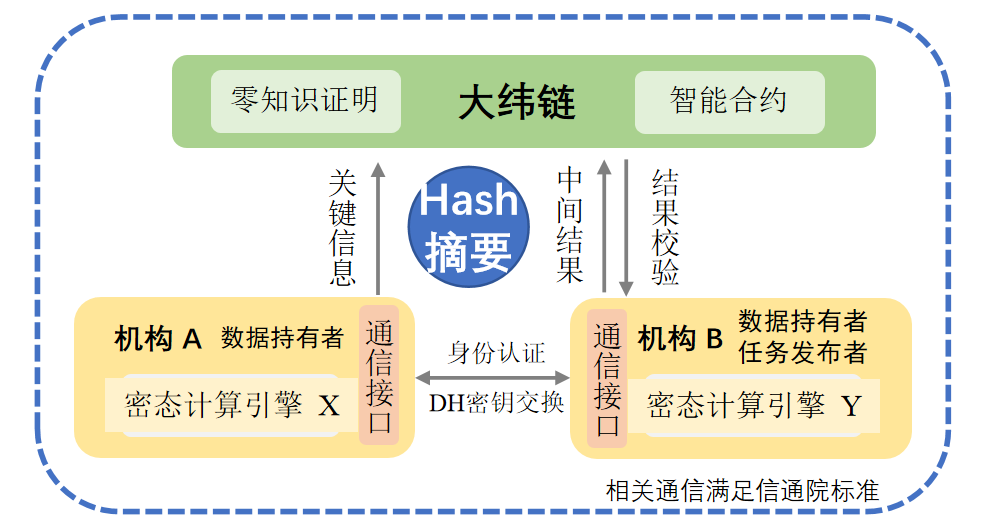 零知识证明
大纬链
智能合约
关键信息
Hash
摘要
中间结果
结果校验
机构 A 数据持有者
密态计算引擎 X
通信接口
身份认证
DH密钥交换
通信接口
机构 B
数据持有者
任务发布者
密态计算引擎 Y
相关通信满足信通院标准